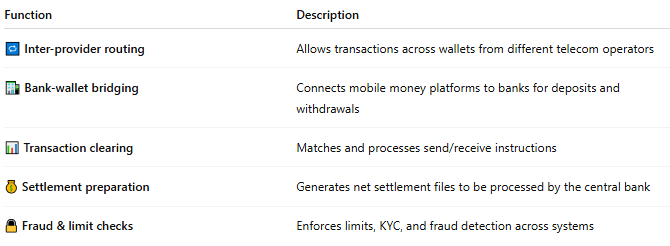 Function Description
🔁 Inter-provider routing Allows transactions across wallets from different telecom operators
🏦 Bank-wallet bridging Connects mobile money platforms to banks for deposits and
withdrawals
📊 Transaction clearing Matches and processes send/receive instructions
💰 Settlement preparation Generates net settlement files to be processed by the central bank
🔒 Fraud & limit checks Enforces limits, KYC, and fraud detection across systems